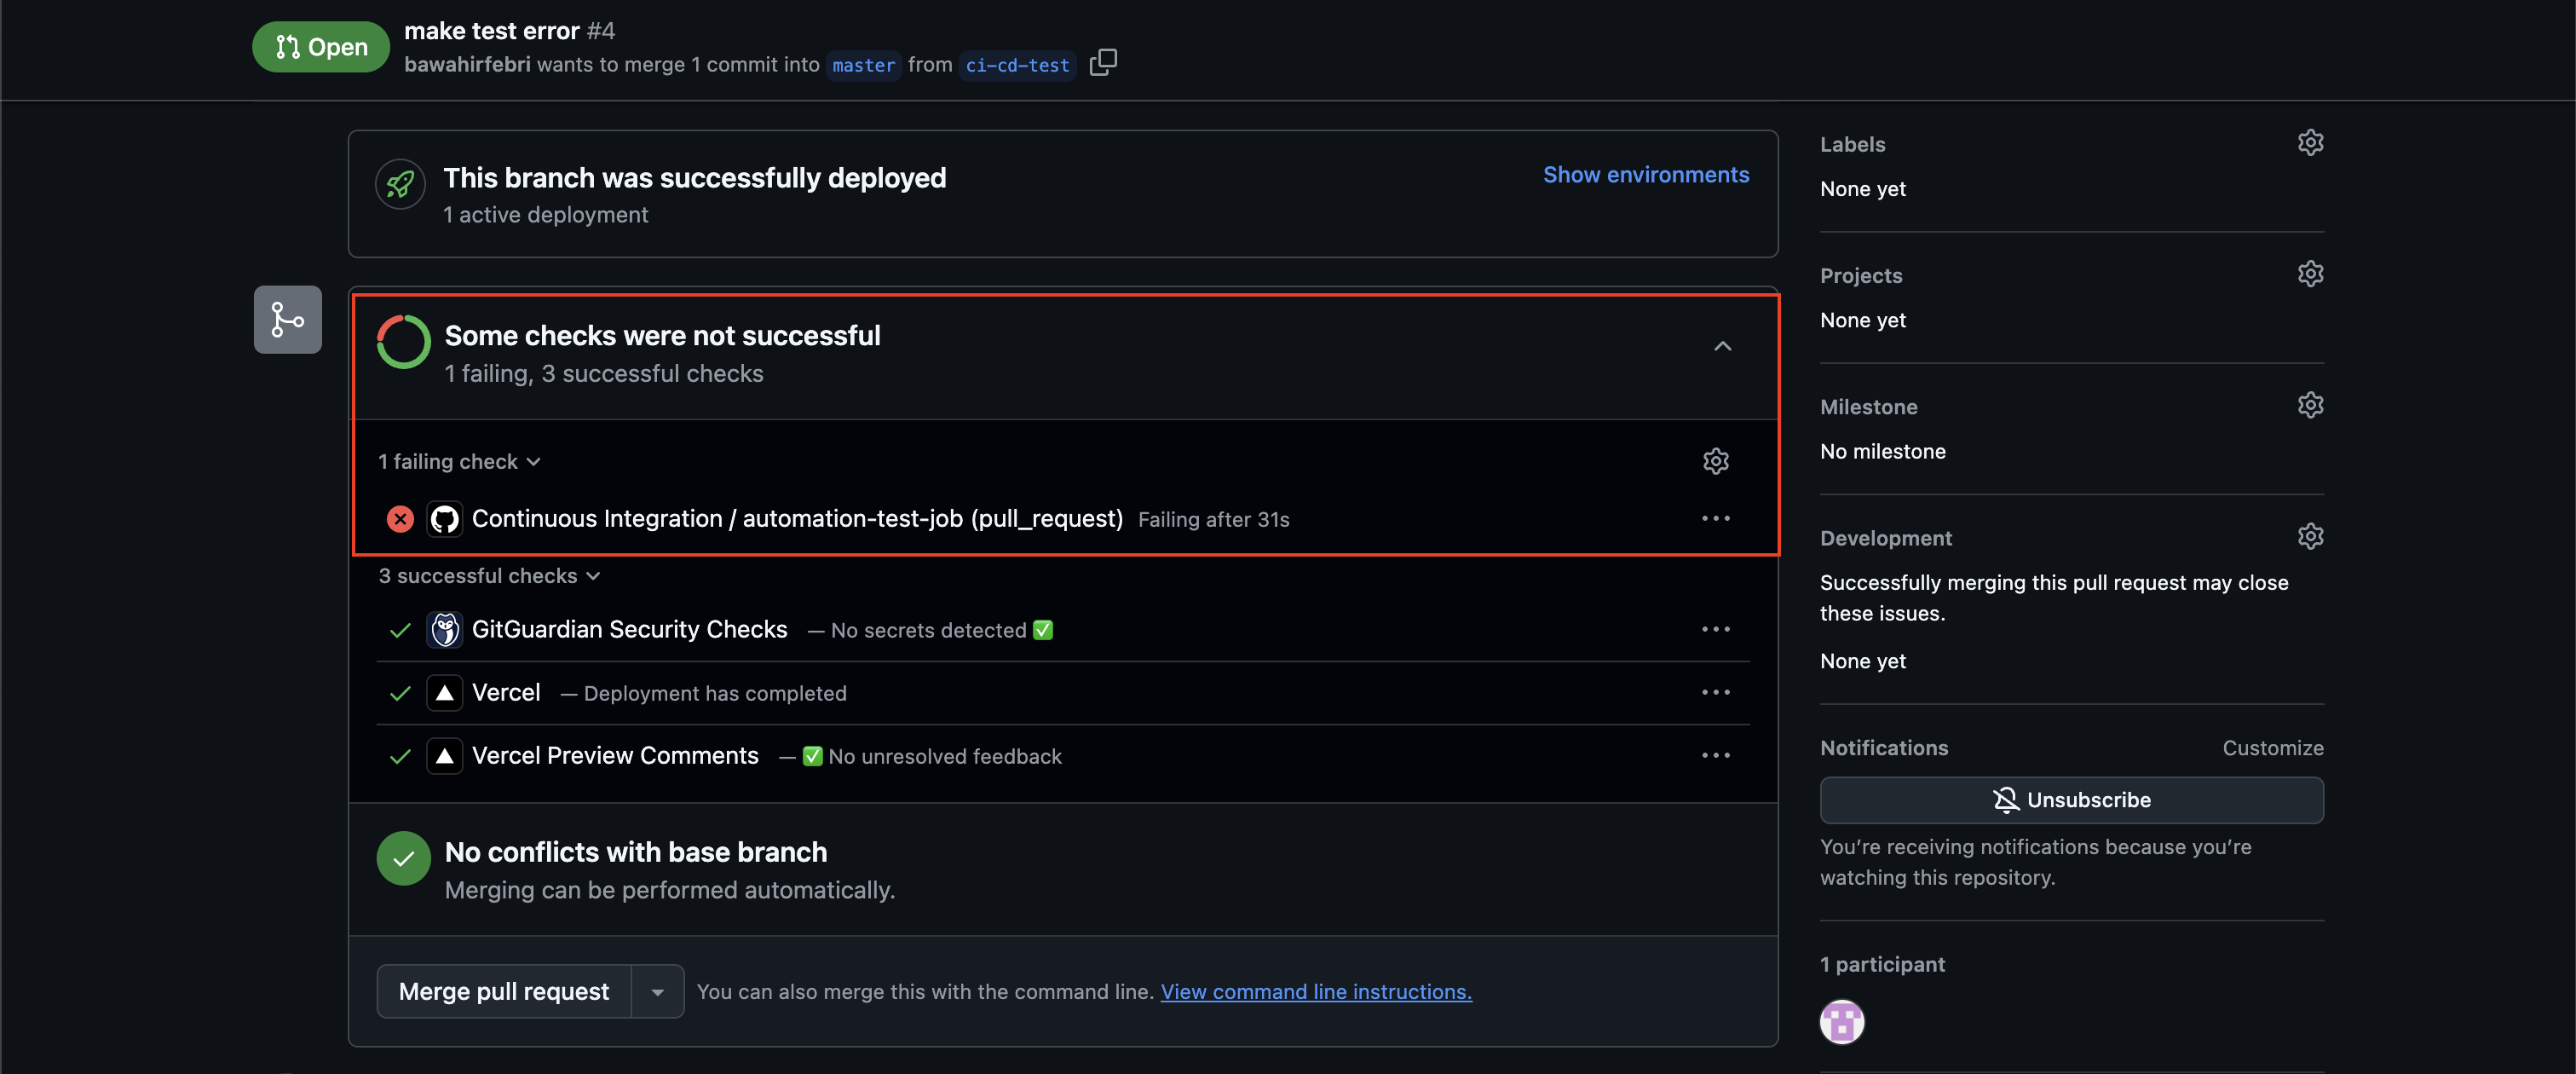 Open
make test error #4
bawahirfebri wants to merge 1 commit into master from ci-cd-test
This branch was successfully deployed
1 active deployment
Show environments
Some checks were not successful
1 failing, 3 successful checks
1 failing check
Continuous Integration / automation-test-job (pull_request) Failing after 31s
3 successful checks
GitGuardian Security Checks — No secrets detected ✅
Vercel — Deployment has completed
Vercel Preview Comments — ✅ No unresolved feedback
No conflicts with base branch
Merging can be performed automatically.
Merge pull request
You can also merge this with the command line. View command line instructions.
Labels
None yet
Projects
None yet
Milestone
No milestone
Development
Successfully merging this pull request may close
these issues.
None yet
Notifications
Customize
Unsubscribe
You’re receiving notifications because you’re
watching this repository.
1 participant